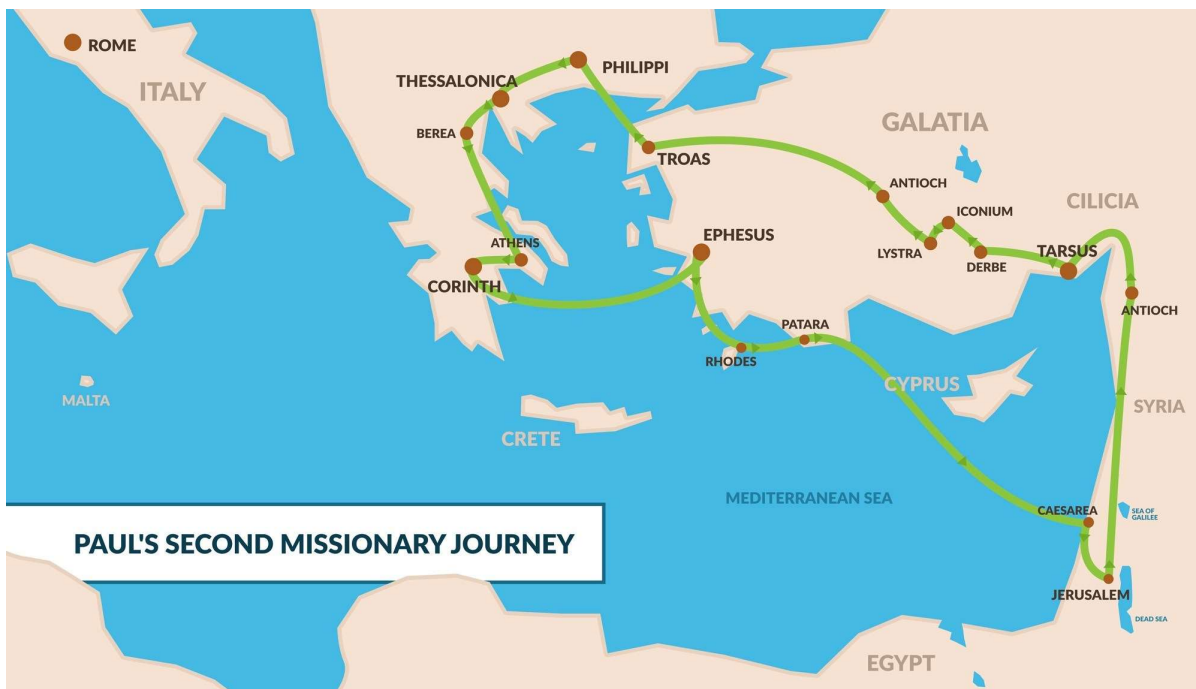 ROME
ITALY
PHILIPPI
THESSALONICA
BEREA
TROAS
GALATIA
ANTIOCH
ICONIUM
CILICIA
LYSTRA
DERBE
TARSUS
ATHENS
EPHESUS
CORINTH
ANTIOCH
PATARA
RHODES
CYPRUS
MALTA
SYRIA
CRETE
MEDITERRANEAN SEA
CAESAREA
SEA OF
GALILEE
PAUL'S SECOND MISSIONARY JOURNEY
JERUSALEM
DEAD SEA
EGYPT